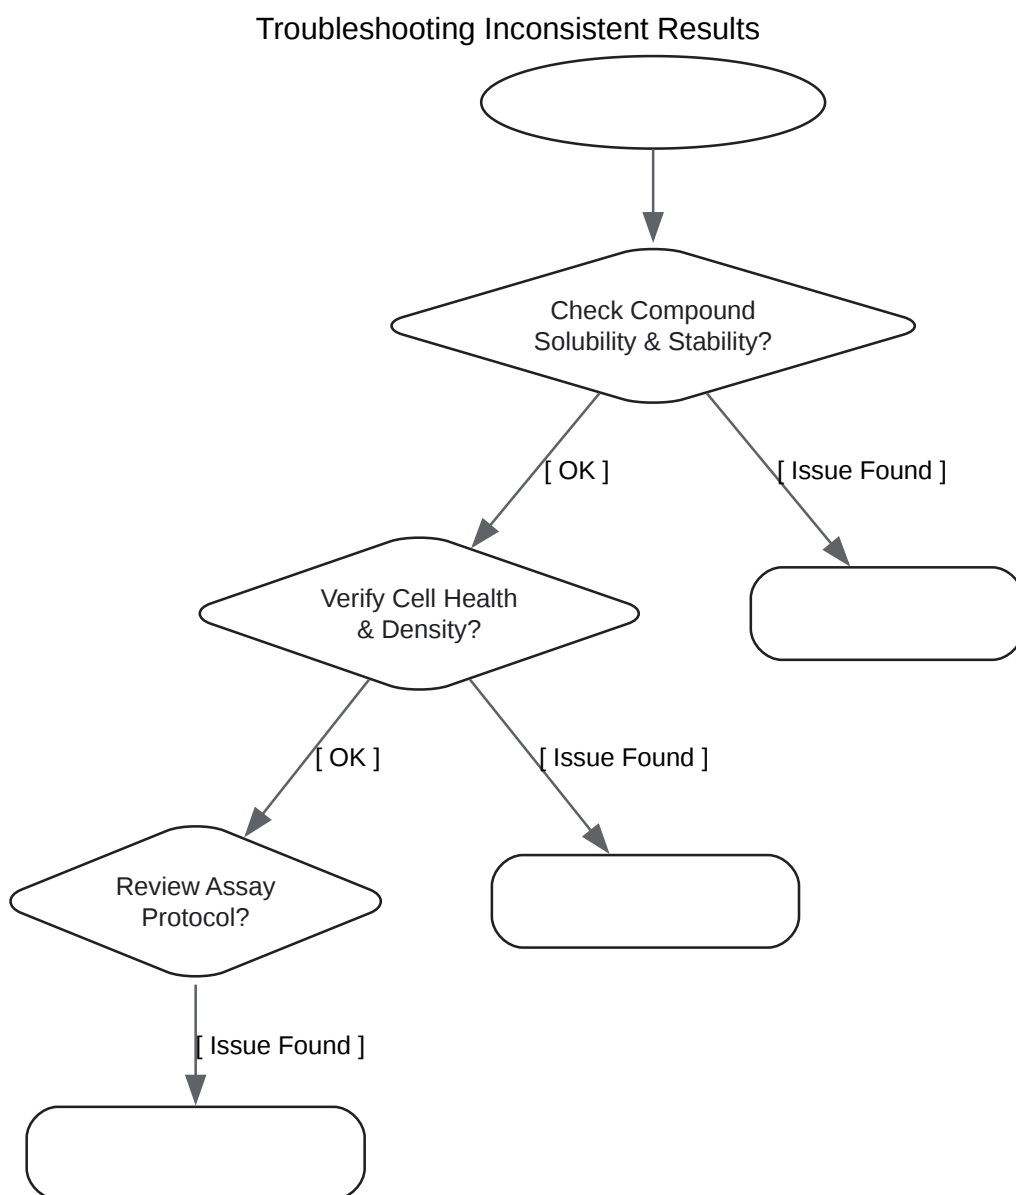 Troubleshooting Inconsistent Results
Check Compound
Solubility & Stability?
[ OK ]
[ Issue Found ]
Verify Cell Health
& Density?
[ OK ]
[ Issue Found ]
Review Assay
Protocol?
[ Issue Found ]